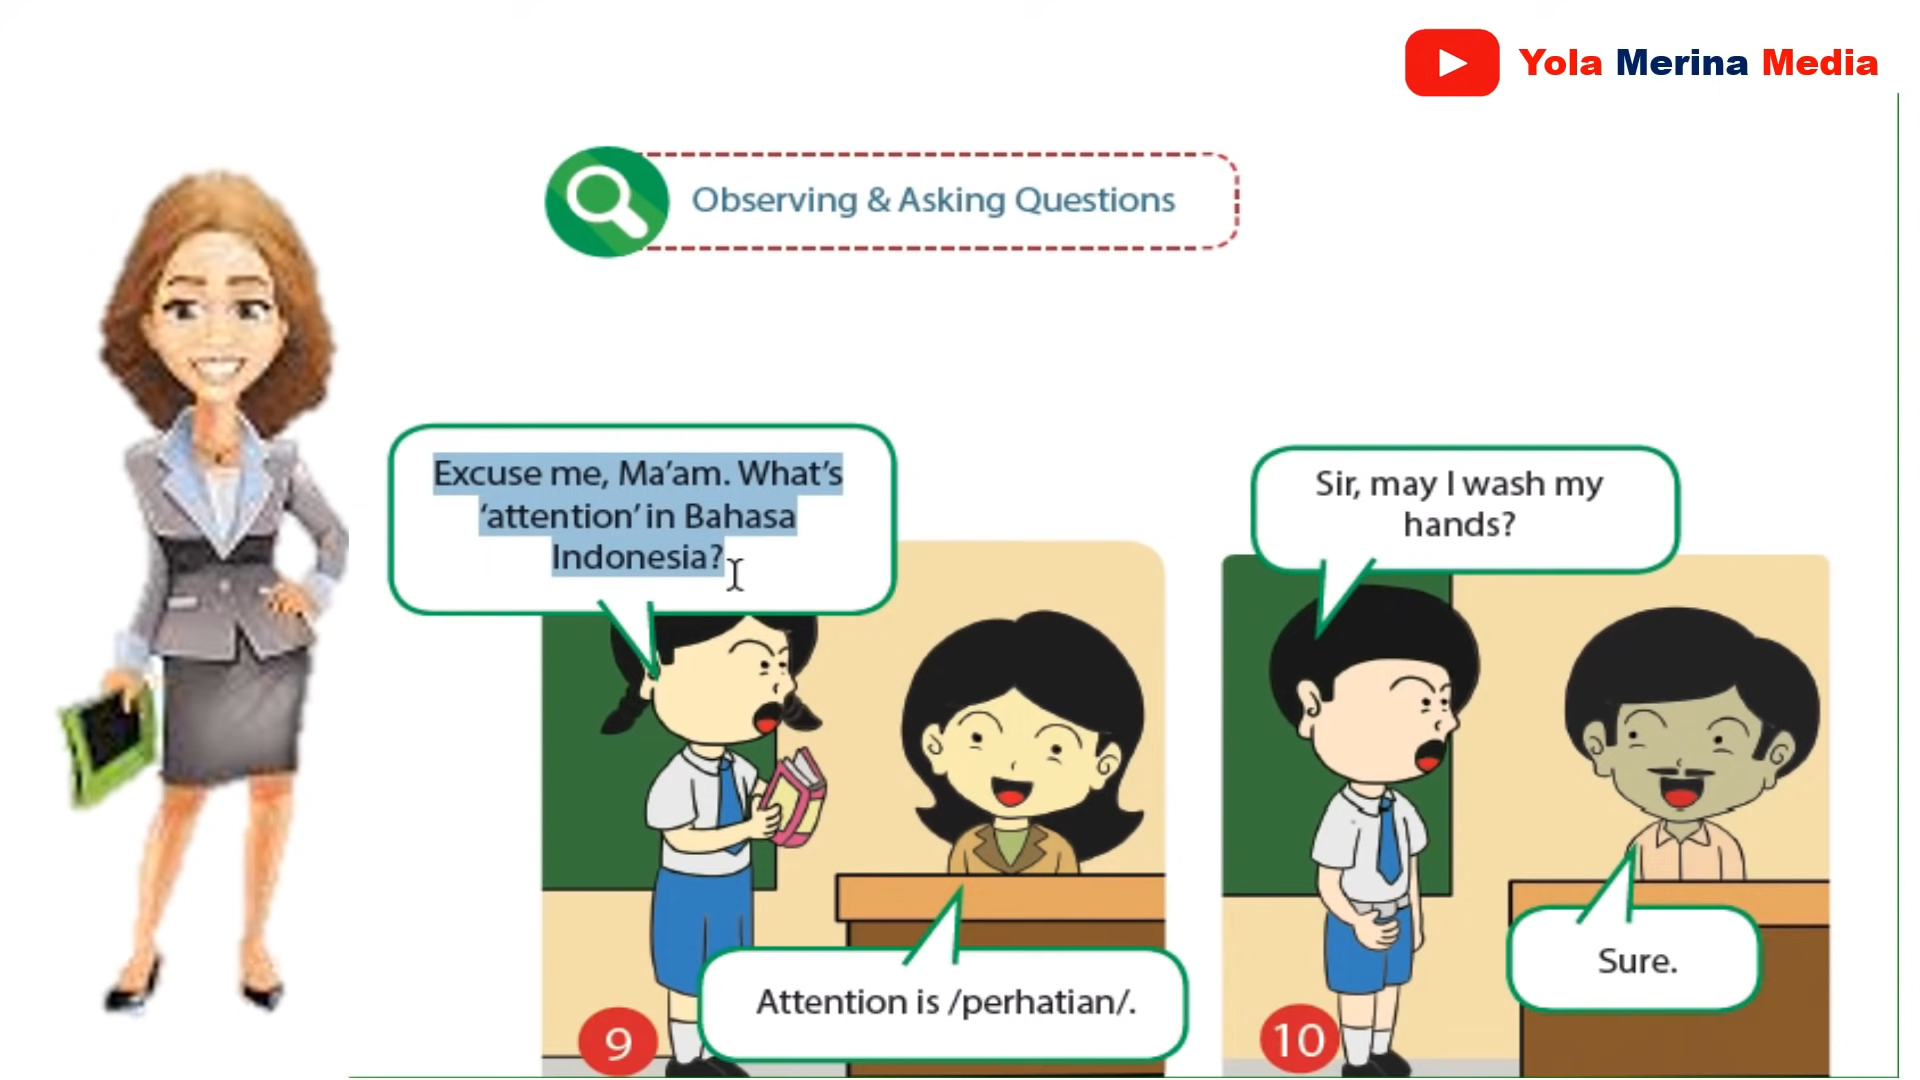 Yola Merina Media
Observing & Asking Questions
Excuse me, Ma'am. What's
‘attention’ in Bahasa
Indonesia?
Attention is /perhatian/.
9
Sir, may I wash my
hands?
Sure.
10